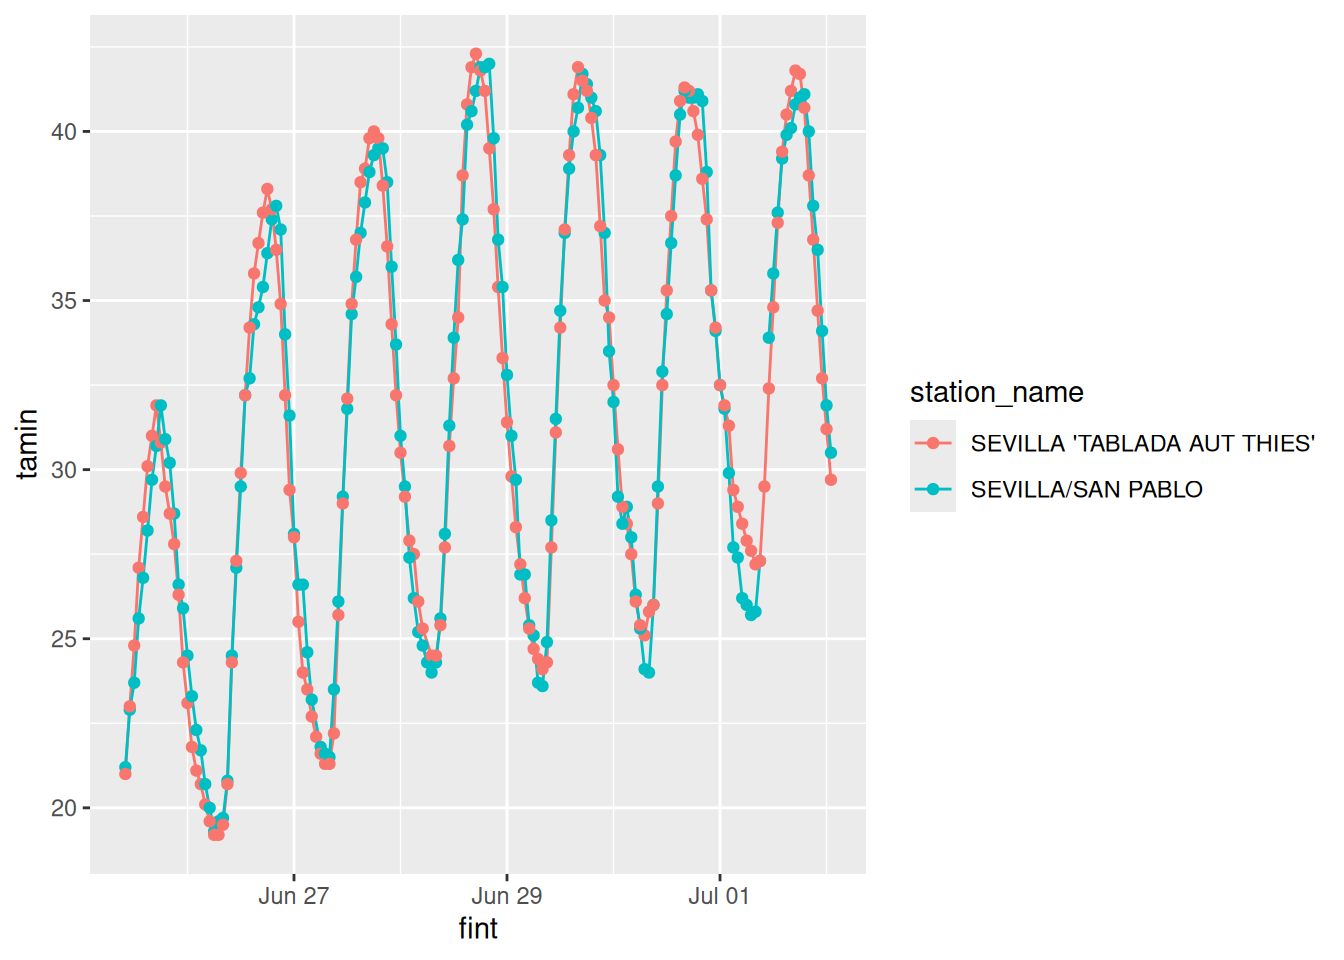 40
35
30
25
20
tamin
Jun 27
Jun 29
Jul 01
fint
station_name
SEVILLA 'TABLADA AUT THIES'
SEVILLA/SAN PABLO